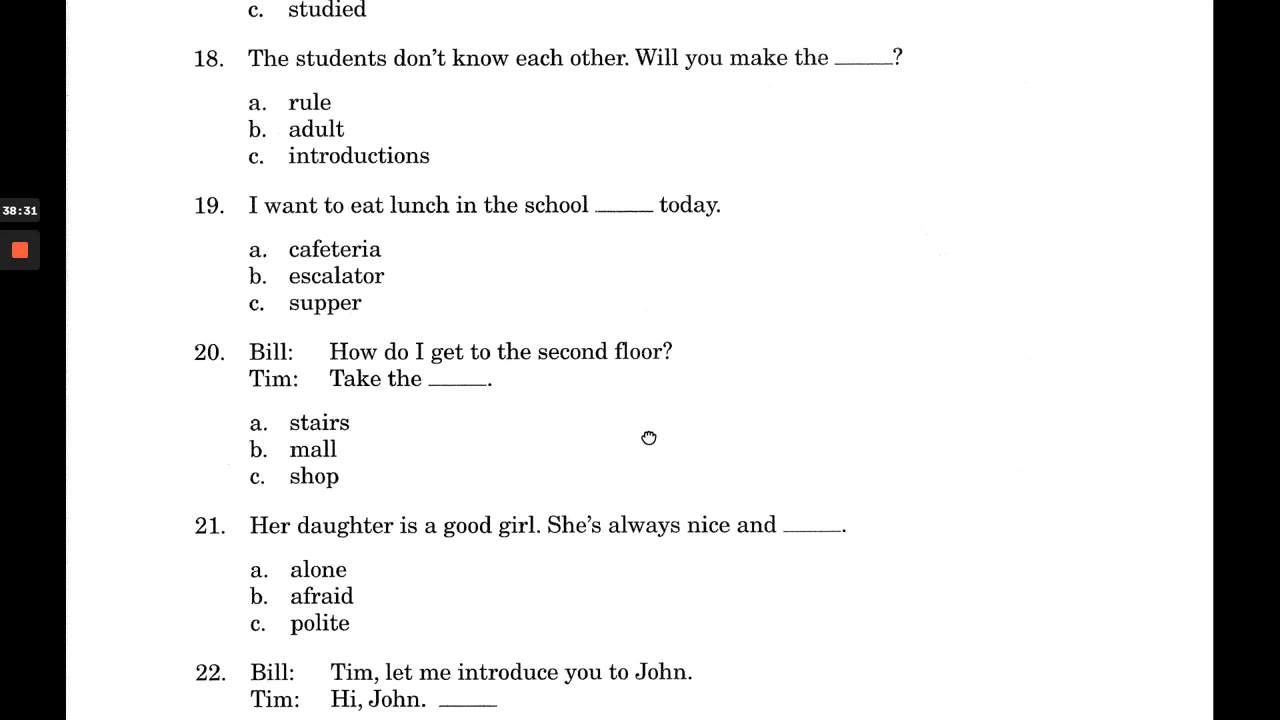 c. studied
18. The students don't know each other. Will you make the _____?
a. rule
b. adult
c. introductions
19. I want to eat lunch in the school _____ today.
a. cafeteria
b. escalator
c. supper
20. Bill: How do I get to the second floor?
Tim: Take the _____.
a. stairs
b. mall
c. shop
21. Her daughter is a good girl. She's always nice and _____.
a. alone
b. afraid
c. polite
22. Bill: Tim, let me introduce you to John.
Tim: Hi, John. _____
38:31